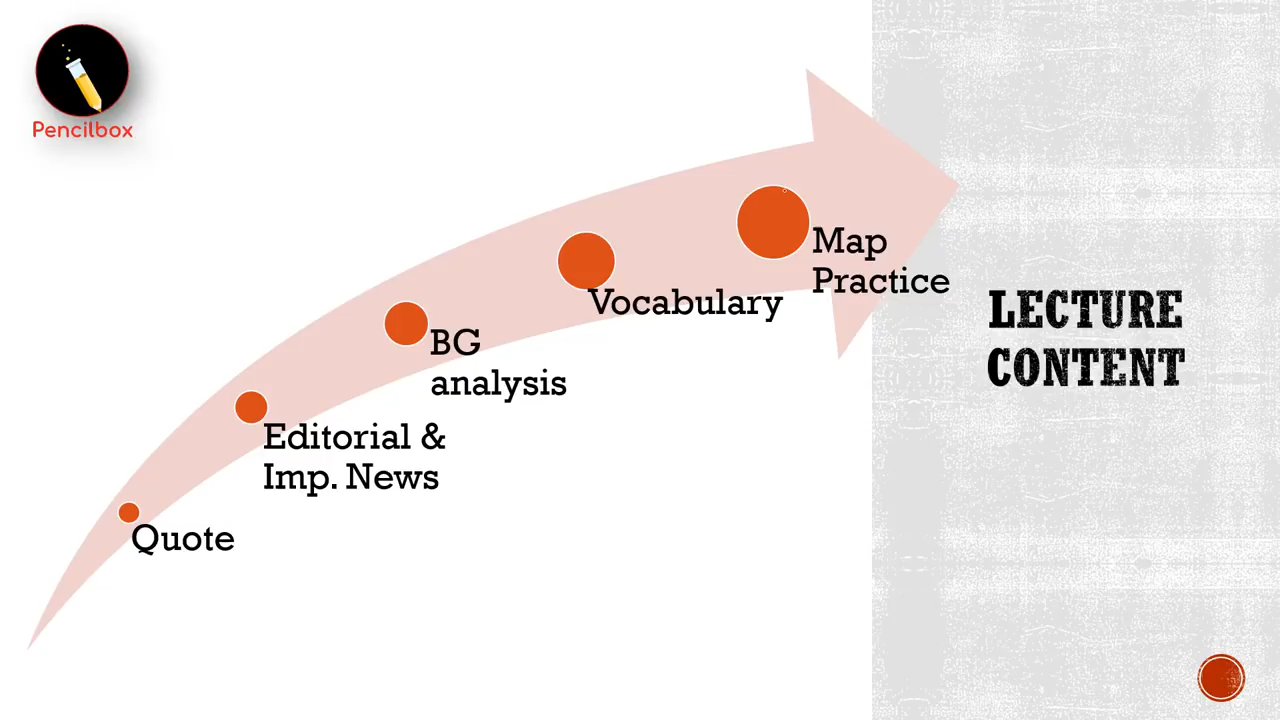 Pencilbox
Map
Practice
Vocabulary
BG
analysis
Editorial &
Imp. News
Quote
LECTURE
CONTENT